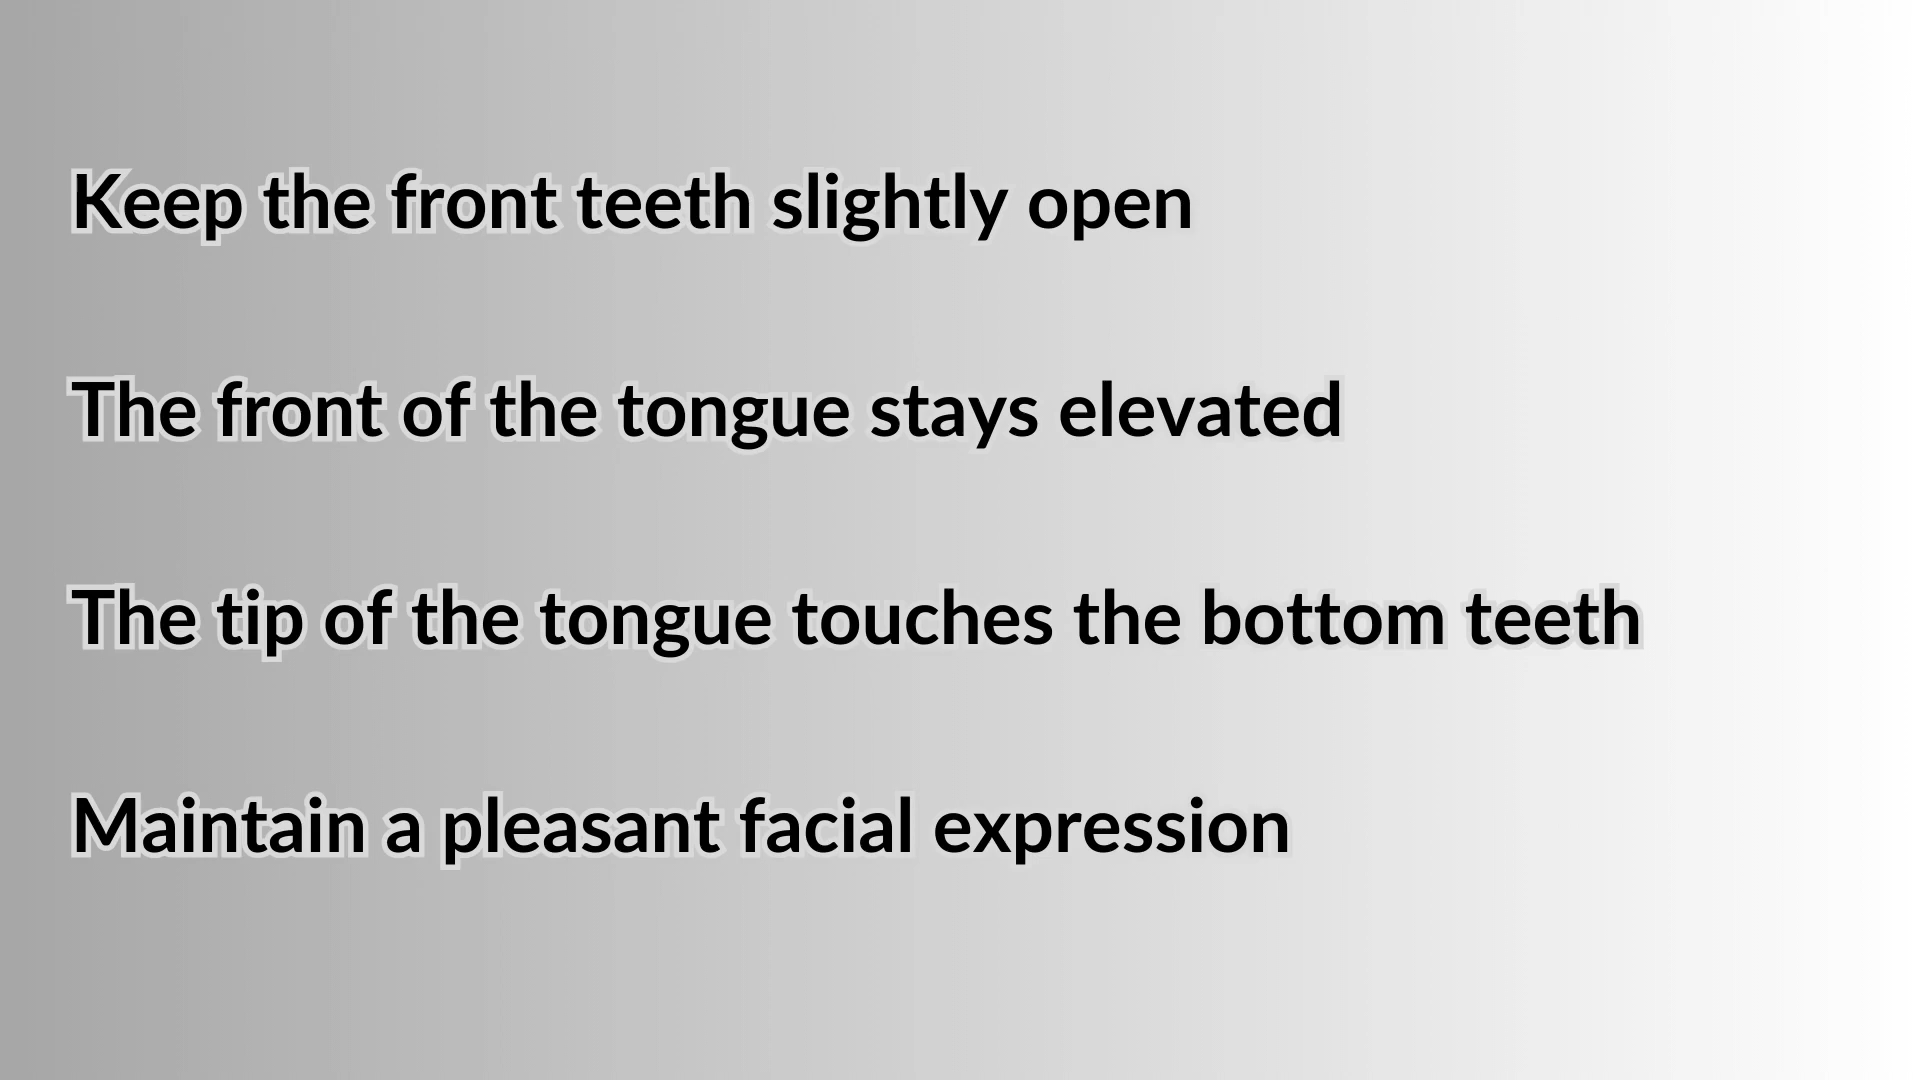 Keep the front teeth slightly open
The front of the tongue stays elevated
The tip of the tongue touches the bottom teeth
Maintain a pleasant facial expression